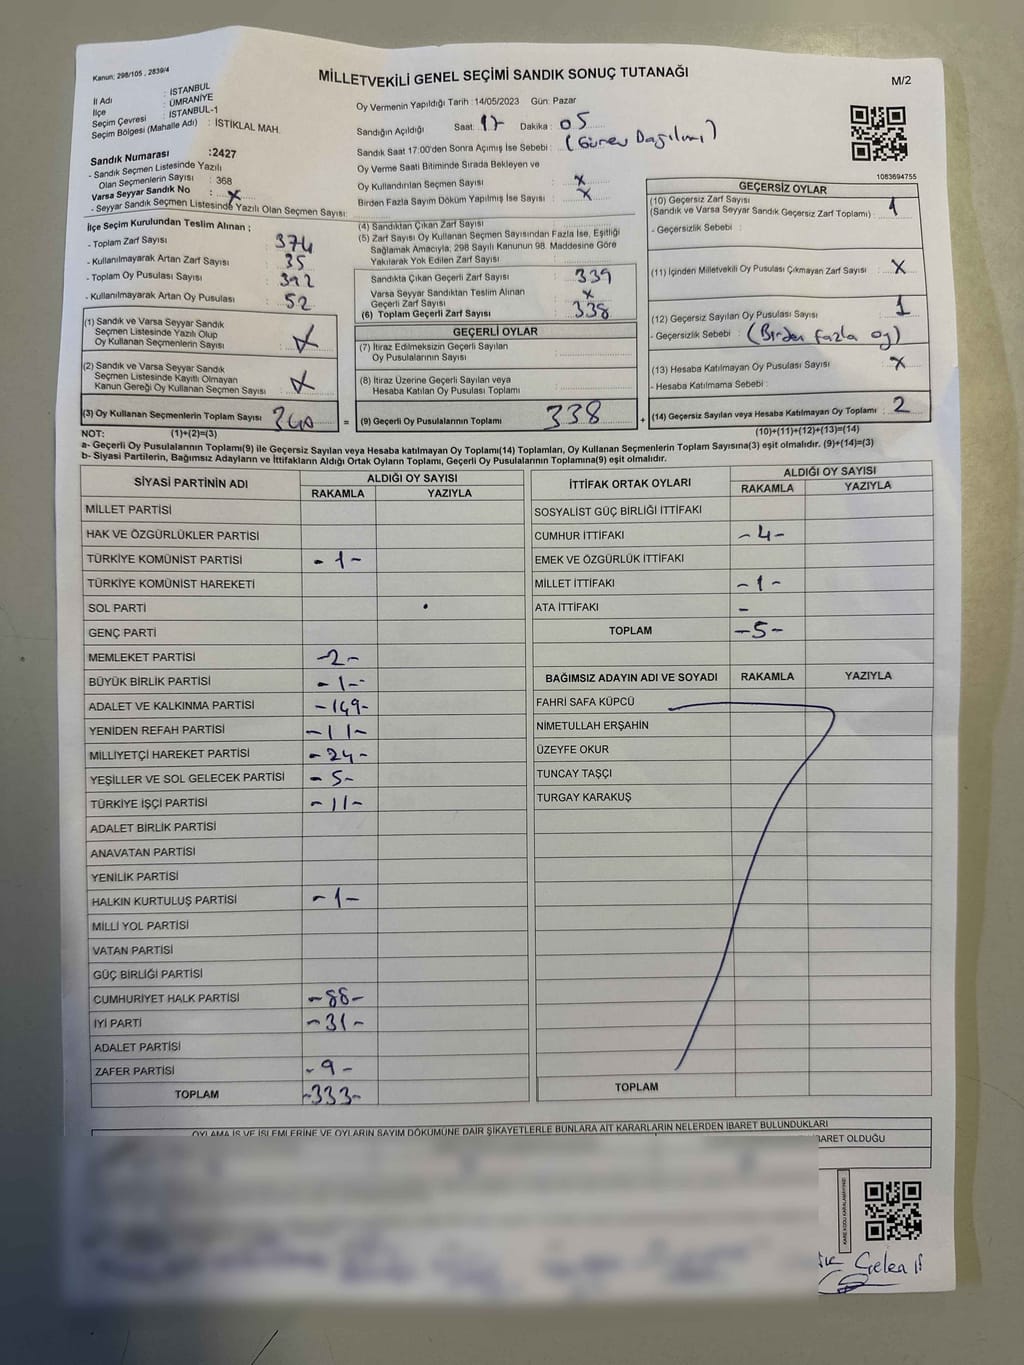 Kanun: 298/105 , 2839/4
MİLLETVEKİLİ GENEL SEÇİMİ SANDIK SONUÇ TUTANAĞI
M/2
İl Adı : İSTANBUL
İlçe : ÜMRANİYE
Seçim Çevresi : İSTANBUL-1
Seçim Bölgesi (Mahalle Adı) : İSTİKLAL MAH.
Oy Vermenin Yapıldığı Tarih : 14/05/2023 Gün: Pazar
Sandığın Açıldığı Saat: 17 Dakika : 05
Sandık Saat 17:00'den Sonra Açılmış İse Sebebi : (Görev Dağılımı)
Oy Verme Saati Bitiminde Sırada Bekleyen ve
Oy Kullandırılan Seçmen Sayısı : x
Birden Fazla Sayım Döküm Yapılmış İse Sayısı : x
1083694755
Sandık Numarası :2427
- Sandık Seçmen Listesinde Yazılı
Olan Seçmenlerin Sayısı : 368
Varsa Seyyar Sandık No : x
- Seyyar Sandık Seçmen Listesinde Yazılı Olan Seçmen Sayısı:
İlçe Seçim Kurulundan Teslim Alınan ;
- Toplam Zarf Sayısı : 374
- Kullanılmayarak Artan Zarf Sayısı : 35
- Toplam Oy Pusulası Sayısı : 392
- Kullanılmayarak Artan Oy Pusulası : 52
(1) Sandık ve Varsa Seyyar Sandık
Seçmen Listesinde Yazılı Olup
Oy Kullanan Seçmenlerin Sayısı : x
(2) Sandık ve Varsa Seyyar Sandık
Seçmen Listesinde Kayıtlı Olmayan
Kanun Gereği Oy Kullanan Seçmen Sayısı : x
(3) Oy Kullanan Seçmenlerin Toplam Sayısı : 340
(4) Sandıktan Çıkan Zarf Sayısı
(5) Zarf Sayısı Oy Kullanan Seçmen Sayısından Fazla İse, Eşitliği
Sağlamak Amacıyla, 298 Sayılı Kanunun 98. Maddesine Göre
Yakılarak Yok Edilen Zarf Sayısı :
Sandıkta Çıkan Geçerli Zarf Sayısı : 339
Varsa Seyyar Sandıktan Teslim Alınan
Geçerli Zarf Sayısı : x
(6) Toplam Geçerli Zarf Sayısı : 338
GEÇERLİ OYLAR
(7) İtiraz Edilmeksizin Geçerli Sayılan
Oy Pusulalarının Sayısı :
(8) İtiraz Üzerine Geçerli Sayılan veya
Hesaba Katılan Oy Pusulası Toplamı :
= (9) Geçerli Oy Pusulalarının Toplamı 338 +
GEÇERSİZ OYLAR
(10) Geçersiz Zarf Sayısı
(Sandık ve Varsa Seyyar Sandık Geçersiz Zarf Toplamı) : 1
- Geçersizlik Sebebi :
(11) İçinden Milletvekili Oy Pusulası Çıkmayan Zarf Sayısı : x
(12) Geçersiz Sayılan Oy Pusulası Sayısı : 1
- Geçersizlik Sebebi : (Birden fazla oy)
(13) Hesaba Katılmayan Oy Pusulası Sayısı : x
- Hesaba Katılmama Sebebi :
(14) Geçersiz Sayılan veya Hesaba Katılmayan Oy Toplamı : 2
NOT: (1)+(2)=(3)
(10)+(11)+(12)+(13)=(14)
a- Geçerli Oy Pusulalarının Toplamı(9) ile Geçersiz Sayılan veya Hesaba katılmayan Oy Toplamı(14) Toplamları, Oy Kullanan Seçmenlerin Toplam Sayısına(3) eşit olmalıdır. (9)+(14)=(3)
b- Siyasi Partilerin, Bağımsız Adayların ve İttifakların Aldığı Ortak Oyların Toplamı, Geçerli Oy Pusulalarının Toplamına(9) eşit olmalıdır.
SİYASİ PARTİNİN ADI ALDIĞI OY SAYISI
RAKAMLA YAZIYLA
MİLLET PARTİSİ
HAK VE ÖZGÜRLÜKLER PARTİSİ
TÜRKİYE KOMÜNİST PARTİSİ - 1 -
TÜRKİYE KOMÜNİST HAREKETİ
SOL PARTİ
GENÇ PARTİ
MEMLEKET PARTİSİ -2-
BÜYÜK BİRLİK PARTİSİ - 1 -
ADALET VE KALKINMA PARTİSİ -149-
YENİDEN REFAH PARTİSİ -11-
MİLLİYETÇİ HAREKET PARTİSİ -24-
YEŞİLLER VE SOL GELECEK PARTİSİ -5-
TÜRKİYE İŞÇİ PARTİSİ -11-
ADALET BİRLİK PARTİSİ
ANAVATAN PARTİSİ
YENİLİK PARTİSİ
HALKIN KURTULUŞ PARTİSİ -1-
MİLLİ YOL PARTİSİ
VATAN PARTİSİ
GÜÇ BİRLİĞİ PARTİSİ
CUMHURİYET HALK PARTİSİ -88-
İYİ PARTİ -31-
ADALET PARTİSİ
ZAFER PARTİSİ -9-
TOPLAM -333-
İTTİFAK ORTAK OYLARI ALDIĞI OY SAYISI
RAKAMLA YAZIYLA
SOSYALİST GÜÇ BİRLİĞİ İTTİFAKI
CUMHUR İTTİFAKI -4-
EMEK VE ÖZGÜRLÜK İTTİFAKI
MİLLET İTTİFAKI -1-
ATA İTTİFAKI -
TOPLAM -5-
BAĞIMSIZ ADAYIN ADI VE SOYADI RAKAMLA YAZIYLA
FAHRİ SAFA KÜPCÜ
NİMETULLAH ERŞAHİN
ÜZEYFE OKUR
TUNCAY TAŞÇI
TURGAY KARAKUŞ
TOPLAM
OYLAMA İŞ VE İŞLEMLERİNE VE OYLARIN SAYIM DÖKÜMÜNE DAİR ŞİKAYETLERLE BUNLARA AİT KARARLARIN NELERDEN İBARET BULUNDUKLARI
BARET OLDUĞU
KARE KODU KARALAMAYINIZ!